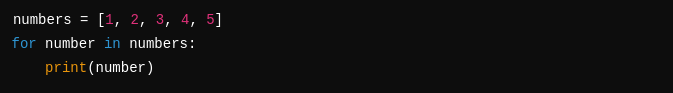 numbers = [1, 2, 3, 4, 5]
for number in numbers:
    print(number)